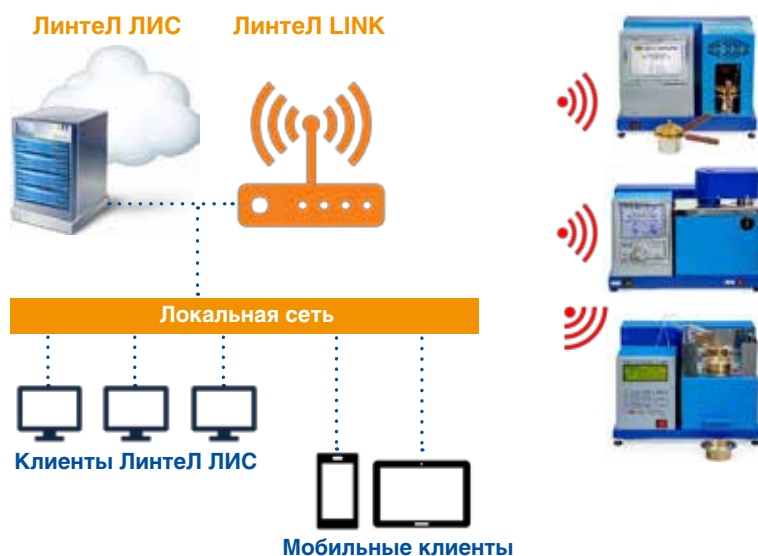 ЛинтеЛ ЛИС
ЛинтеЛ LINK
Локальная сеть
Клиенты ЛинтеЛ ЛИС
Мобильные клиенты